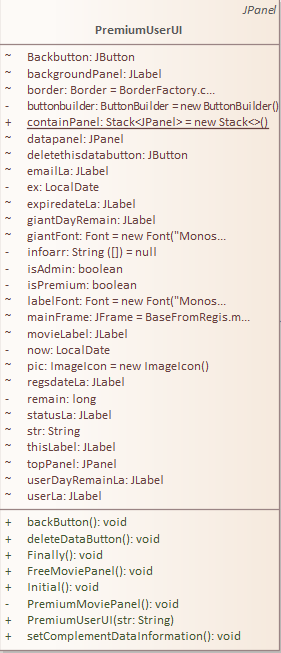 JPanel
PremiumUserUI
~ Backbutton: JButton
~ backgroundPanel: JLabel
~ border: Border = BorderFactory.c...
- buttonbuilder: ButtonBuilder = new ButtonBuilder()
+ containPanel: Stack<JPanel> = new Stack<>()
~ datapanel: JPanel
~ deletethisdatabutton: JButton
~ emailLa: JLabel
- ex: LocalDate
~ expiredateLa: JLabel
~ giantDayRemain: JLabel
~ giantFont: Font = new Font("Monos...
- infoarr: String ([]) = null
- isAdmin: boolean
- isPremium: boolean
~ labelFont: Font = new Font("Monos...
~ mainFrame: JFrame = BaseFromRegis.m...
~ movieLabel: JLabel
- now: LocalDate
~ pic: ImageIcon = new ImageIcon()
~ regsdateLa: JLabel
- remain: long
~ statusLa: JLabel
~ str: String
~ thisLabel: JLabel
~ topPanel: JPanel
~ userDayRemainLa: JLabel
~ userLa: JLabel
+ backButton(): void
+ deleteDataButton(): void
+ Finally(): void
+ FreeMoviePanel(): void
+ Initial(): void
- PremiumMoviePanel(): void
+ PremiumUserUI(str: String)
+ setComplementDataInformation(): void